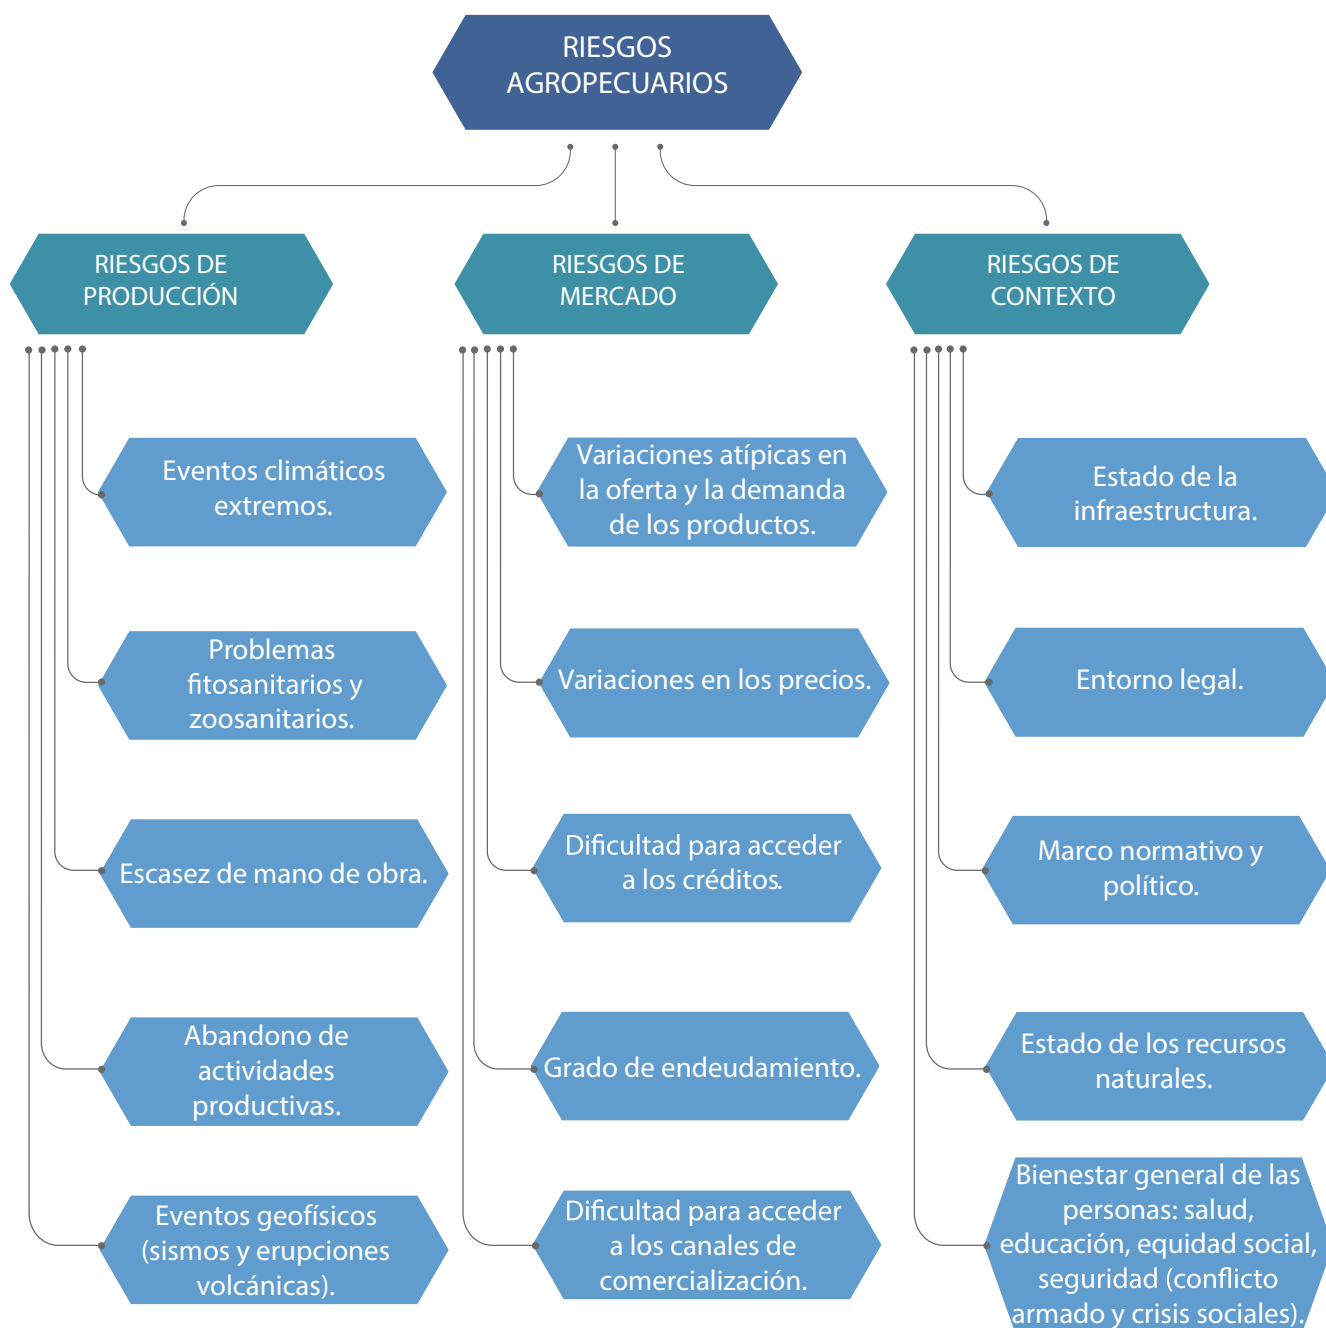 RIESGOS
AGROPECUARIOS
RIESGOS DE
PRODUCCIÓN
Eventos climáticos
extremos.
Problemas
fitosanitarios y
zoosanitarios.
Escasez de mano de obra.
Abandono de
actividades
productivas.
Eventos geofísicos
(sismos y erupciones
volcánicas).
RIESGOS DE
MERCADO
Variaciones atípicas en
la oferta y la demanda
de los productos.
Variaciones en los precios.
Dificultad para acceder
a los créditos.
Grado de endeudamiento.
Dificultad para acceder
a los canales de
comercialización.
RIESGOS DE
CONTEXTO
Estado de la
infraestructura.
Entorno legal.
Marco normativo y
político.
Estado de los recursos
naturales.
Bienestar general de las
personas: salud,
educación, equidad social,
seguridad (conflicto
armado y crisis sociales).